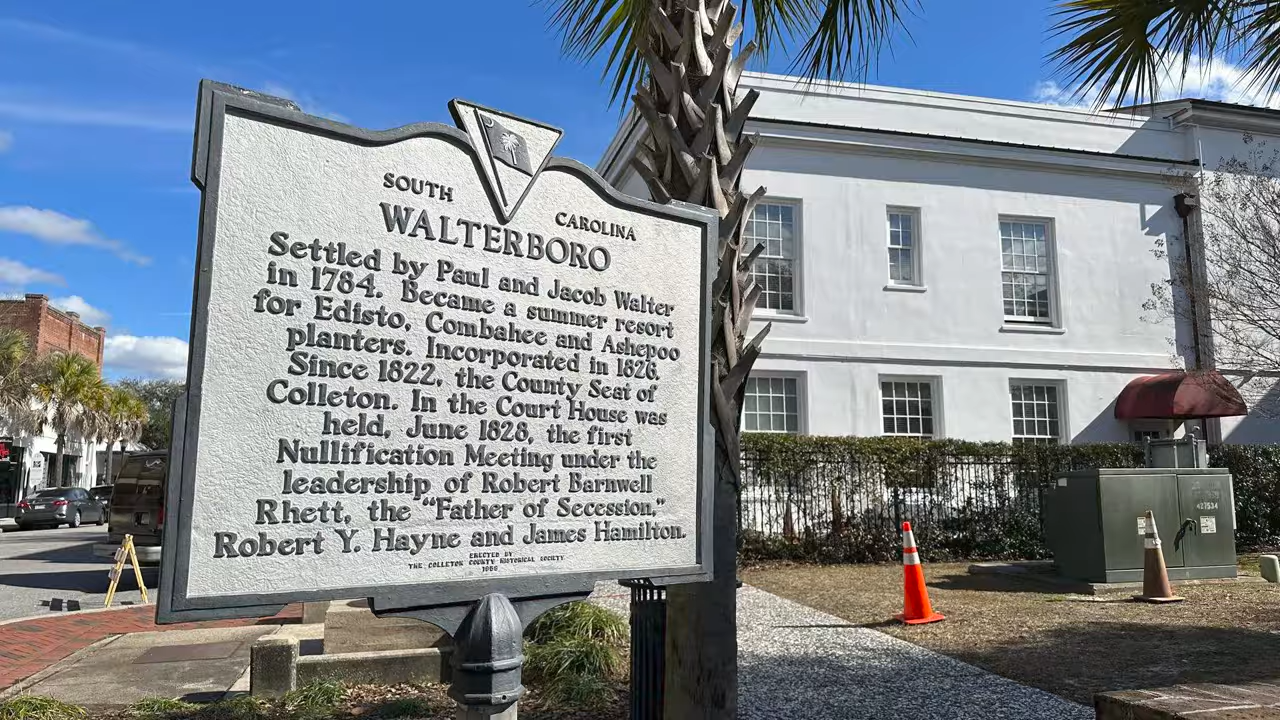 SOUTH CAROLINA
WALTERBORO
Settled by Paul and Jacob Walter
in 1784. Became a summer resort
for Edisto, Combahee and Ashepoo
planters. Incorporated in 1826.
Since 1822, the County Seat of
Colleton. In the Court House was
held, June 1828, the first
Nullification Meeting under the
leadership of Robert Barnwell
Rhett, the "Father of Secession,"
Robert Y. Hayne and James Hamilton.
ERECTED BY
THE COLLETON COUNTY HISTORICAL SOCIETY